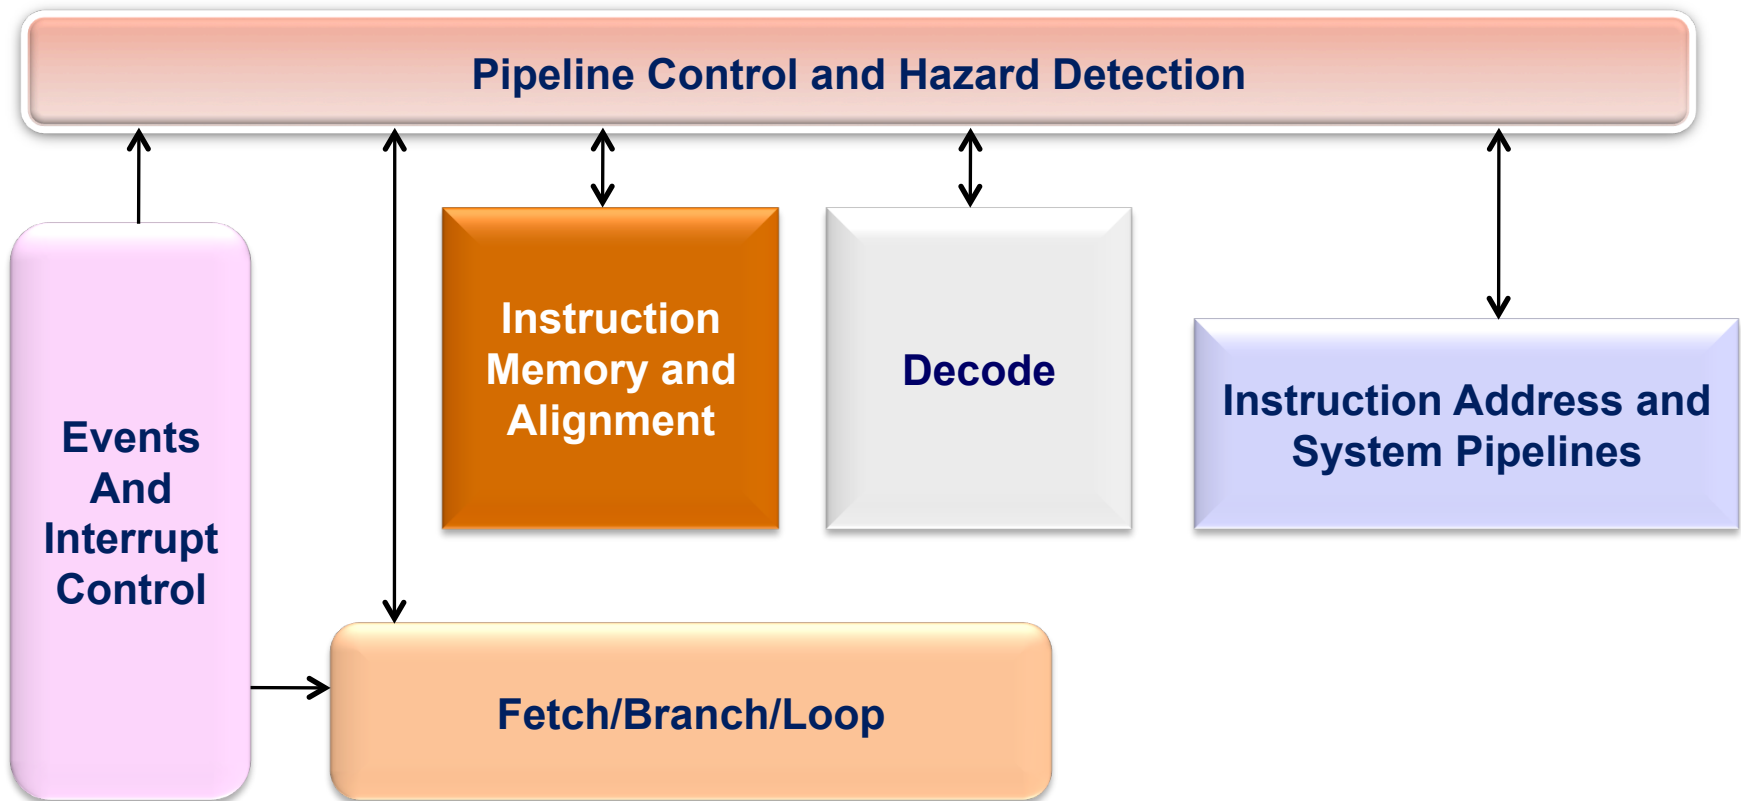 Pipeline Control and Hazard Detection
Instruction
Memory and
Alignment
Decode
Instruction Address and
System Pipelines
Events
And
Interrupt
Control
Fetch/Branch/Loop